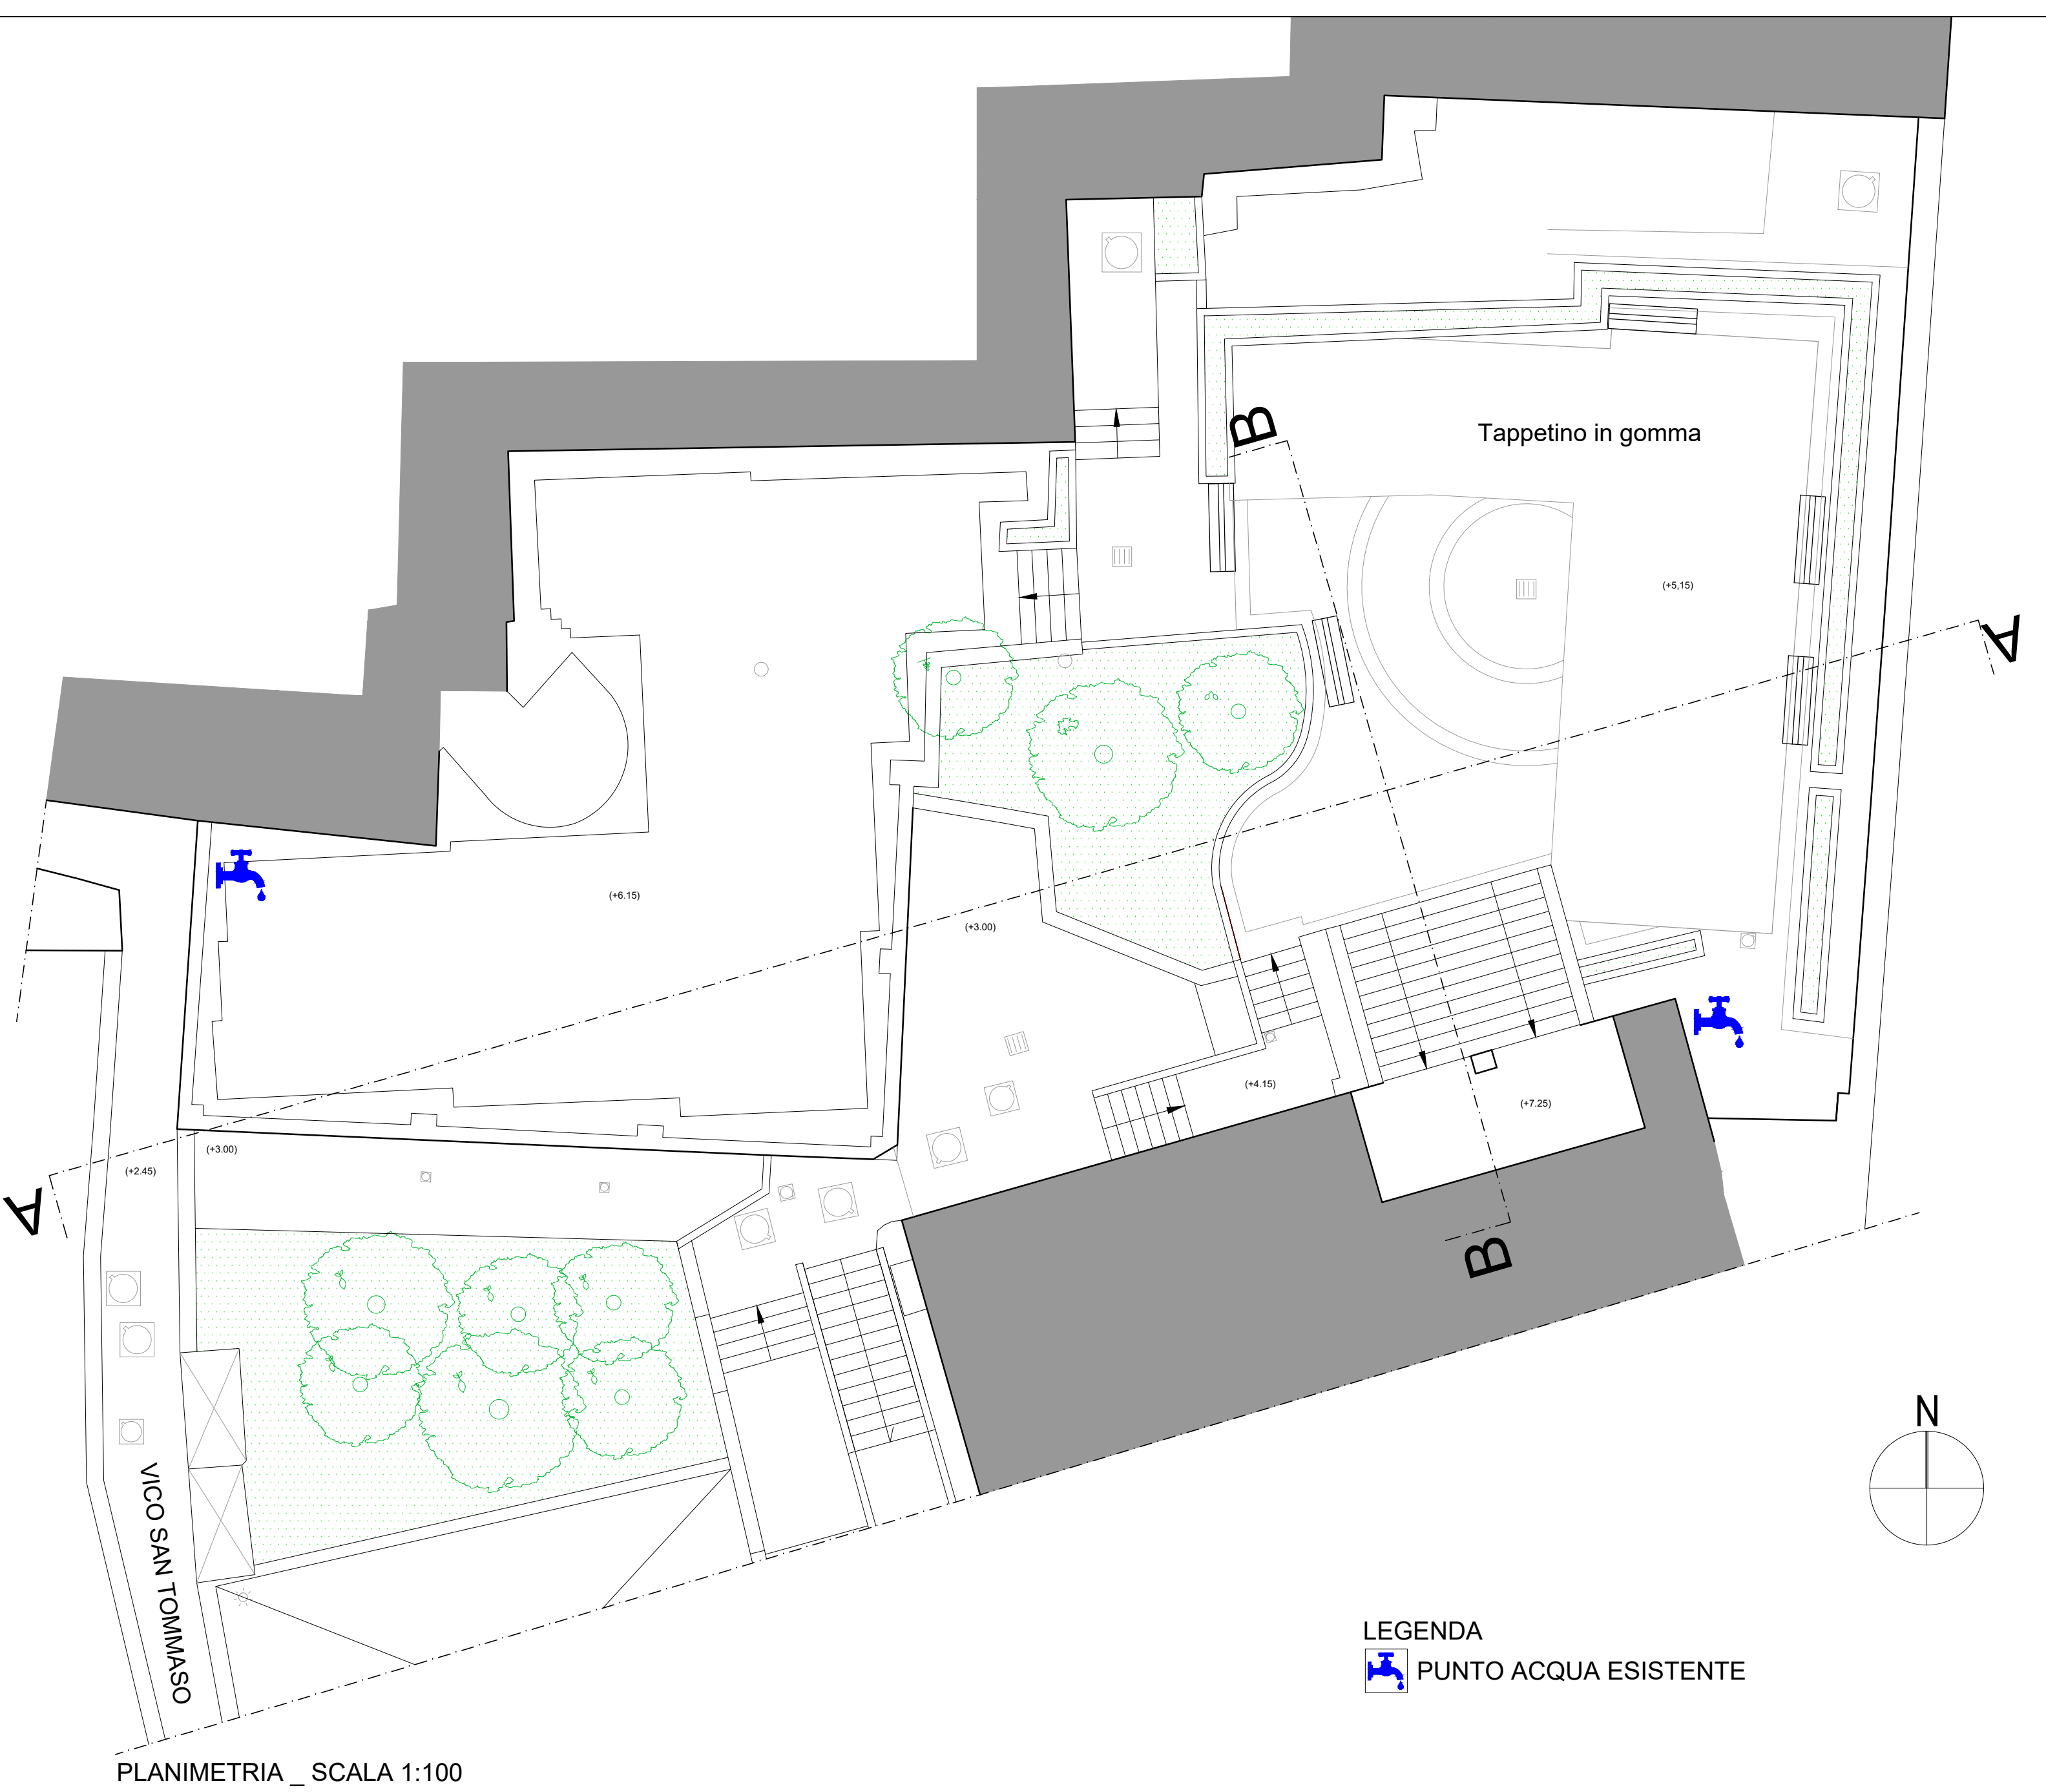 B
Tappetino in gomma
(+5,15)
A
(+6.15)
(+3.00)
(+4.15)
(+7.25)
(+3.00)
(+2.45)
A
B
N
VICO SAN TOMMASO
LEGENDA
PUNTO ACQUA ESISTENTE
PLANIMETRIA _ SCALA 1:100